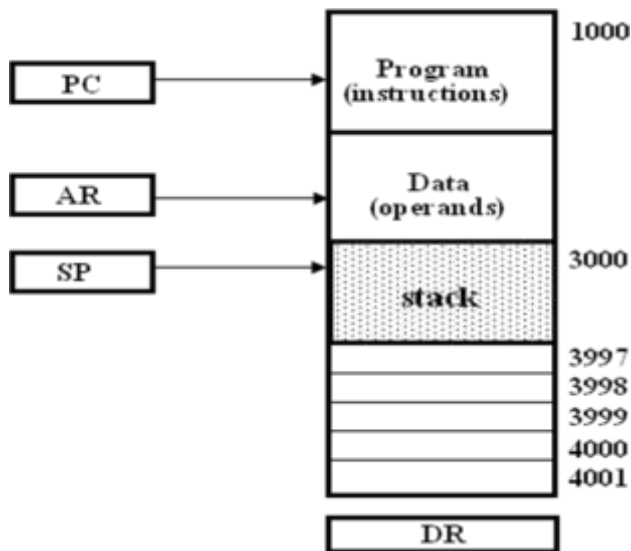 1000
PC
Program
(instructions)
AR
Data
(operands)
SP
3000
stack
3997
3998
3999
4000
4001
DR